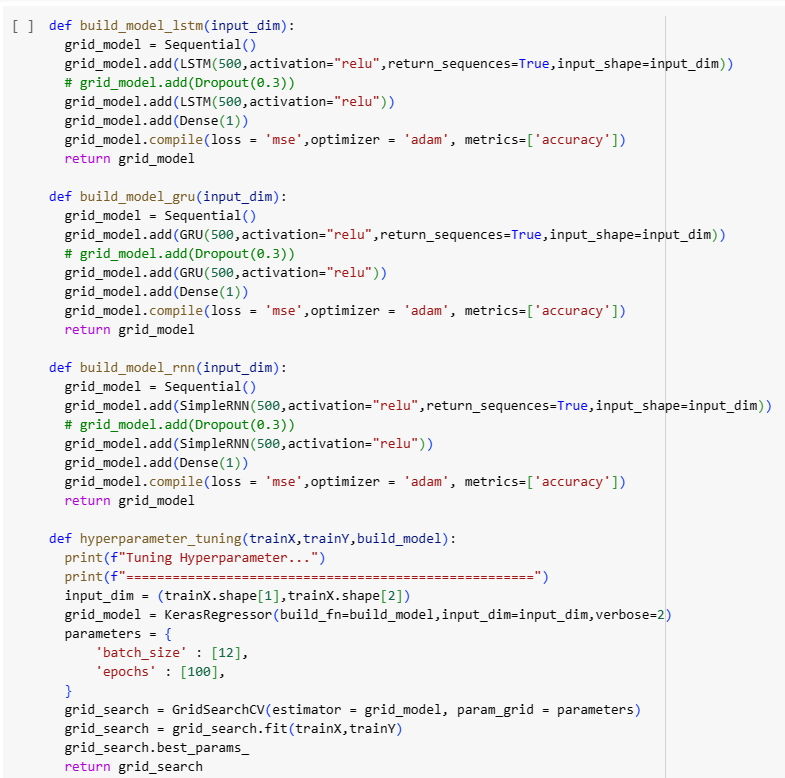 [ ] def build_model_lstm(input_dim):
  grid_model = Sequential()
  grid_model.add(LSTM(500,activation="relu",return_sequences=True,input_shape=input_dim))
  # grid_model.add(Dropout(0.3))
  grid_model.add(LSTM(500,activation="relu"))
  grid_model.add(Dense(1))
  grid_model.compile(loss = 'mse',optimizer = 'adam', metrics=['accuracy'])
  return grid_model

def build_model_gru(input_dim):
  grid_model = Sequential()
  grid_model.add(GRU(500,activation="relu",return_sequences=True,input_shape=input_dim))
  # grid_model.add(Dropout(0.3))
  grid_model.add(GRU(500,activation="relu"))
  grid_model.add(Dense(1))
  grid_model.compile(loss = 'mse',optimizer = 'adam', metrics=['accuracy'])
  return grid_model

def build_model_rnn(input_dim):
  grid_model = Sequential()
  grid_model.add(SimpleRNN(500,activation="relu",return_sequences=True,input_shape=input_dim))
  # grid_model.add(Dropout(0.3))
  grid_model.add(SimpleRNN(500,activation="relu"))
  grid_model.add(Dense(1))
  grid_model.compile(loss = 'mse',optimizer = 'adam', metrics=['accuracy'])
  return grid_model

def hyperparameter_tuning(trainX,trainY,build_model):
  print(f"Tuning Hyperparameter...")
  print(f"=====================================================")
  input_dim = (trainX.shape[1],trainX.shape[2])
  grid_model = KerasRegressor(build_fn=build_model,input_dim=input_dim,verbose=2)
  parameters = {
      'batch_size' : [12],
      'epochs' : [100],
  }
  grid_search = GridSearchCV(estimator = grid_model, param_grid = parameters)
  grid_search = grid_search.fit(trainX,trainY)
  grid_search.best_params_
  return grid_search